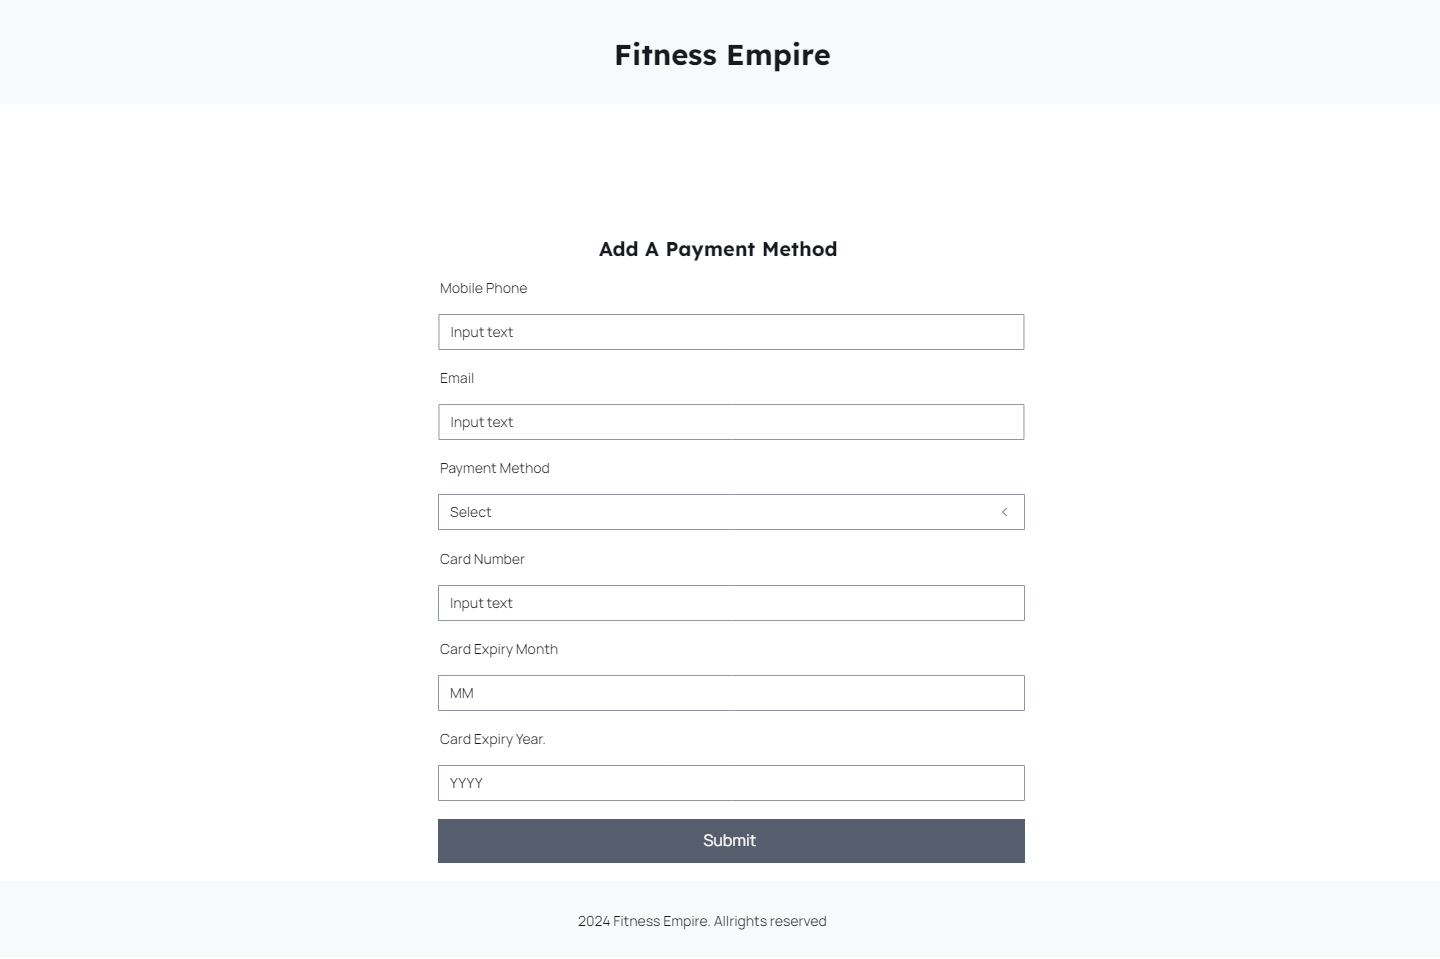 Fitness Empire
Add A Payment Method
Mobile Phone
Input text
Email
Input text
Payment Method
Select
Card Number
Input text
Card Expiry Month
MM
Card Expiry Year.
YYYY
Submit
2024 Fitness Empire. Allrights reserved